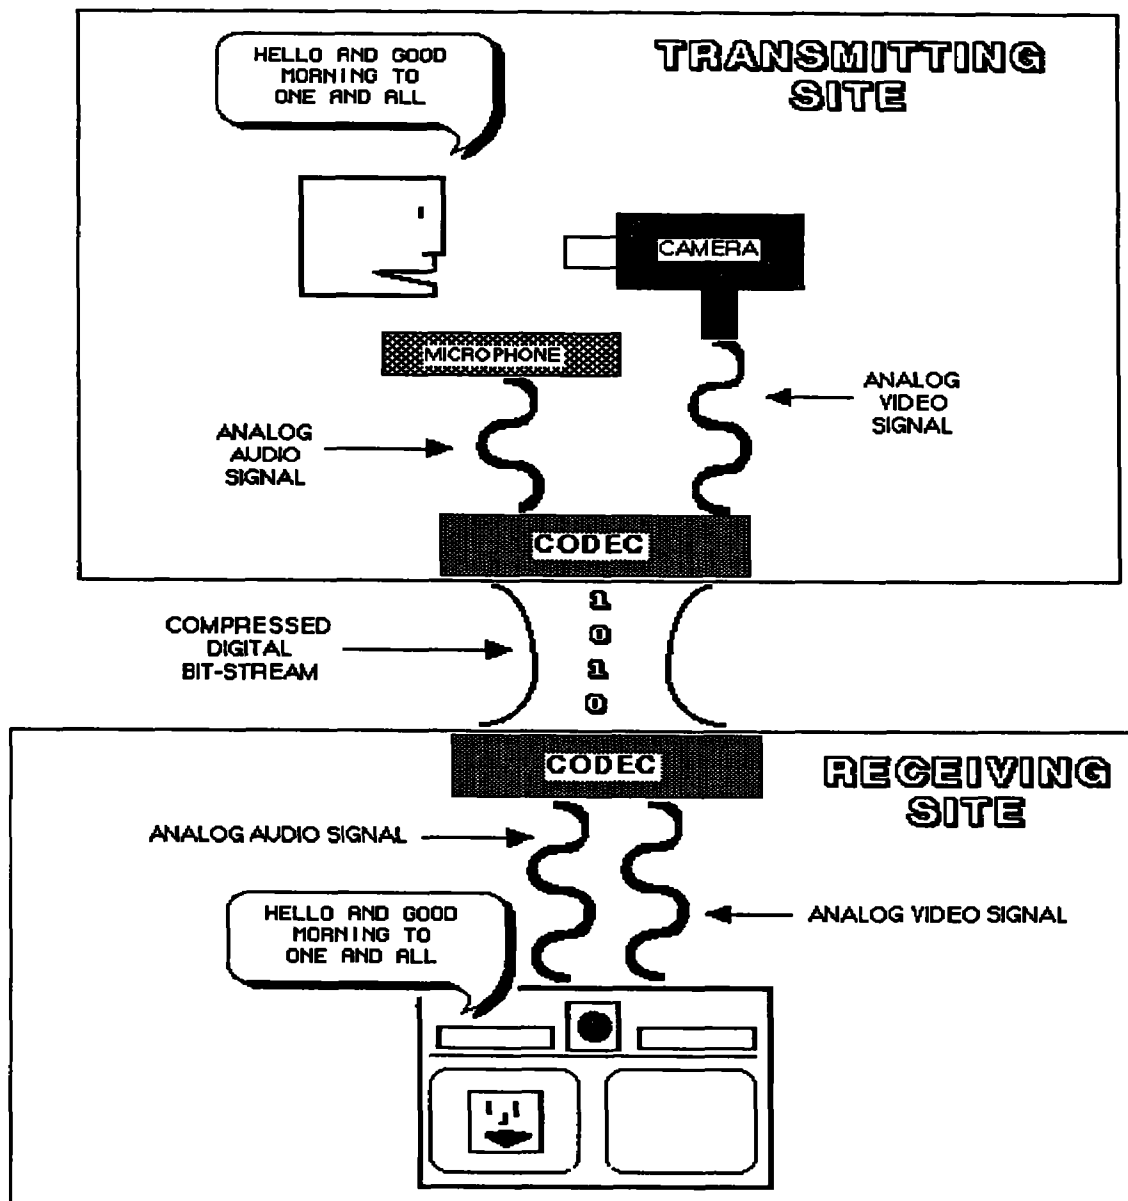 HELLO AND GOOD
MORNING TO
ONE AND ALL
TRANSMITTING
SITE
CAMERA
MICROPHONE
ANALOG
VIDEO
SIGNAL
ANALOG
AUDIO
SIGNAL
CODEC
1
0
1
0
COMPRESSED
DIGITAL
BIT-STREAM
CODEC
RECEIVING
SITE
ANALOG AUDIO SIGNAL
HELLO AND GOOD
MORNING TO
ONE AND ALL
ANALOG VIDEO SIGNAL